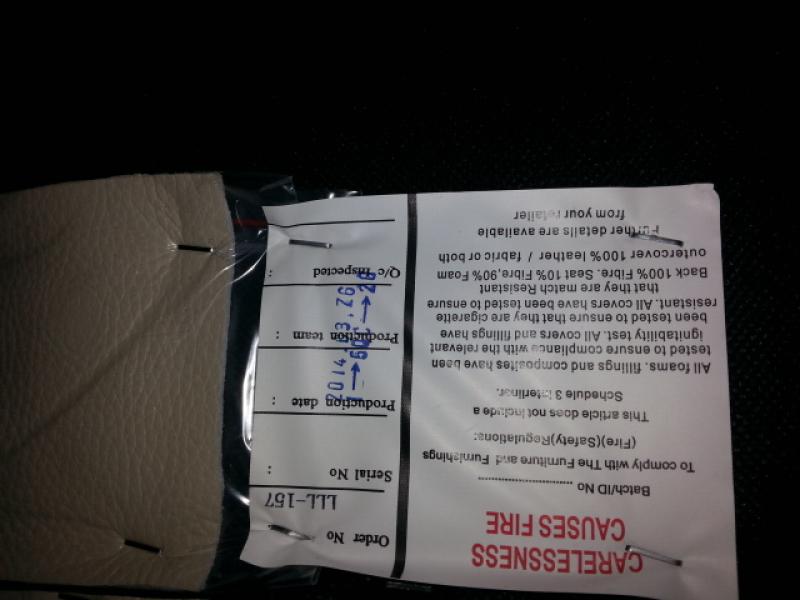 CARELESSNESS
CAUSES FIRE
Batch/ID No ........................
To comply with The Furniture and Furnishings
(Fire)(Safety)Regulations:
This article does not include a
Schedule 3 Interliner.
All foams. fillings and composites have been
tested to ensure compliance with the relevant
ignitability test. All covers and fillings have
been tested to ensure that they are cigarette
resistant. All covers have been tested to ensure
that they are match Resistant
Back 100% Fibre. Seat 10% Fibre,90% Foam
outercover 100% leather / fabric or both
Further details are available
from your retailer
Order No
LLL-157
Serial No :
Production date :
Production team :
Q/c Inspected :
2014.03.26